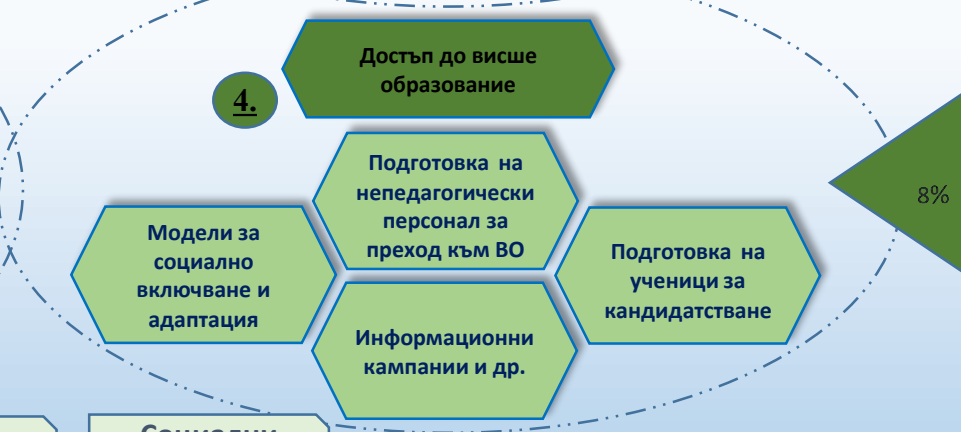 Достъп до висше
образование
4.
Подготовка на
непедагогически
персонал за
преход към ВО
Модели за
социално
включване и
адаптация
Подготовка на
ученици за
кандидатстване
Информационни
кампании и др.
8%
Социални